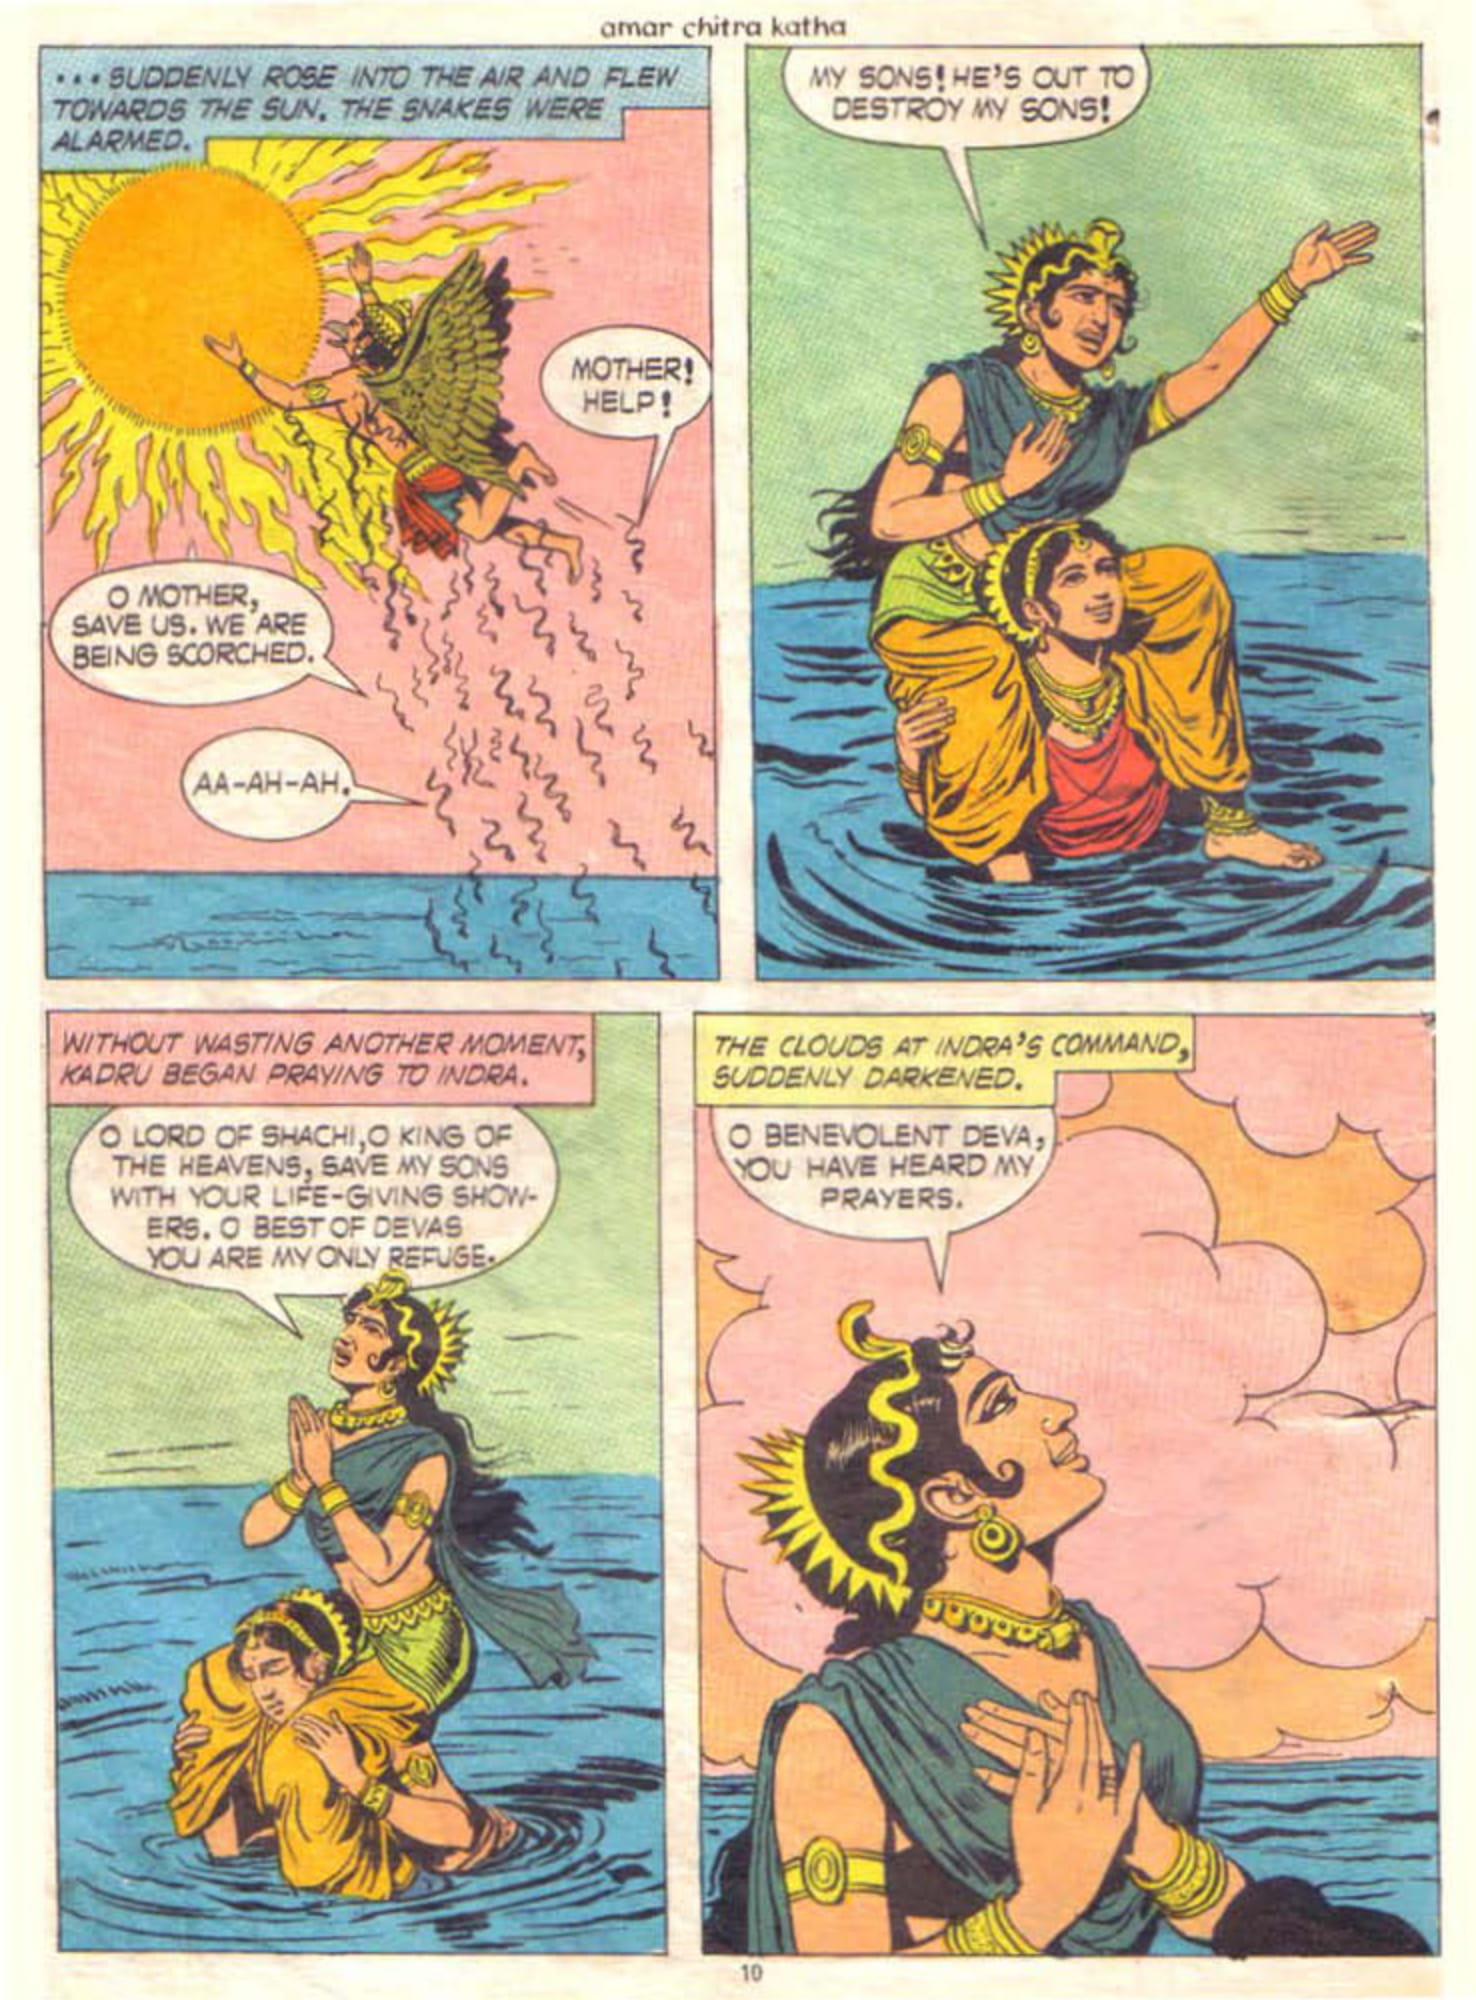 amar chitra katha
... SUDDENLY ROSE INTO THE AIR AND FLEW
TOWARDS THE SUN. THE SNAKES WERE
ALARMED.
MOTHER!
HELP!
O MOTHER,
SAVE US. WE ARE
BEING SCORCHED.
AA-AH-AH.
MY SONS! HE'S OUT TO
DESTROY MY SONS!
WITHOUT WASTING ANOTHER MOMENT,
KADRU BEGAN PRAYING TO INDRA.
O LORD OF SHACHI, O KING OF
THE HEAVENS, SAVE MY SONS
WITH YOUR LIFE-GIVING SHOW-
ERS. O BEST OF DEVAS
YOU ARE MY ONLY REFUGE.
THE CLOUDS AT INDRA'S COMMAND,
SUDDENLY DARKENED.
O BENEVOLENT DEVA,
YOU HAVE HEARD MY
PRAYERS.
10